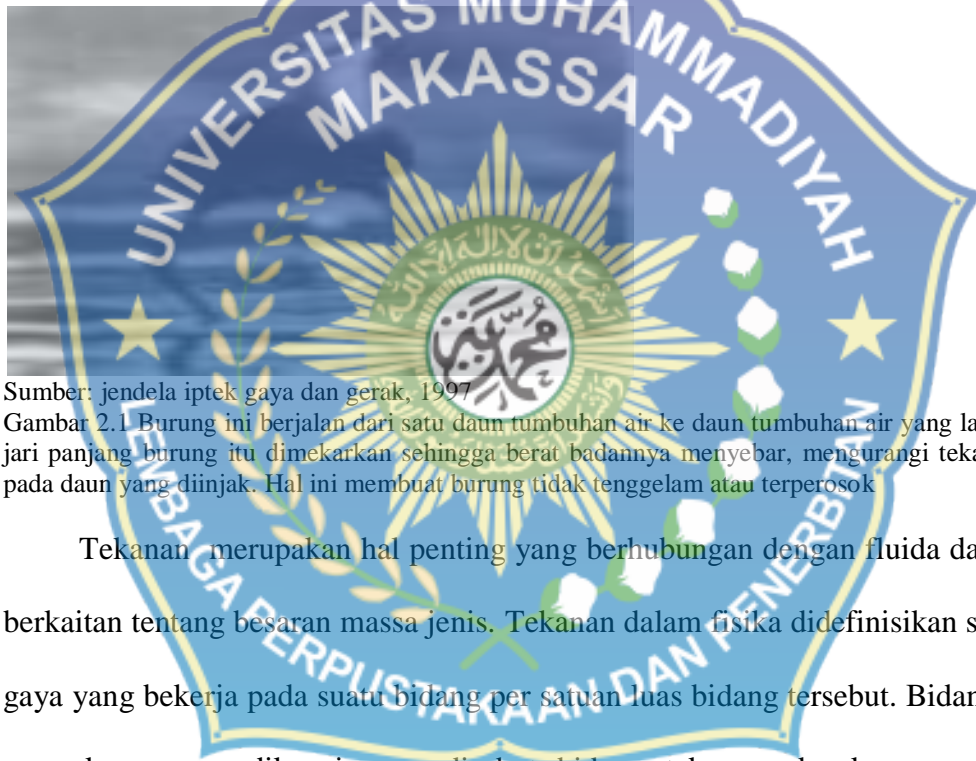 UNIVERSITAS MUHAMMADIYAH
MAKASSAR
Sumber: jendela iptek gaya dan gerak, 1997
Gambar 2.1 Burung ini berjalan dari satu daun tumbuhan air ke daun tumbuhan air yang la
jari panjang burung itu dimekarkan sehingga berat badannya menyebar, mengurangi teka
pada daun yang diinjak. Hal ini membuat burung tidak tenggelam atau terperosok
Tekanan merupakan hal penting yang berhubungan dengan fluida da
berkaitan tentang besaran massa jenis. Tekanan dalam fisika didefinisikan s
gaya yang bekerja pada suatu bidang per satuan luas bidang tersebut. Bidan
LEMBAGA PERPUSTAKAAN DAN PENERBITAN